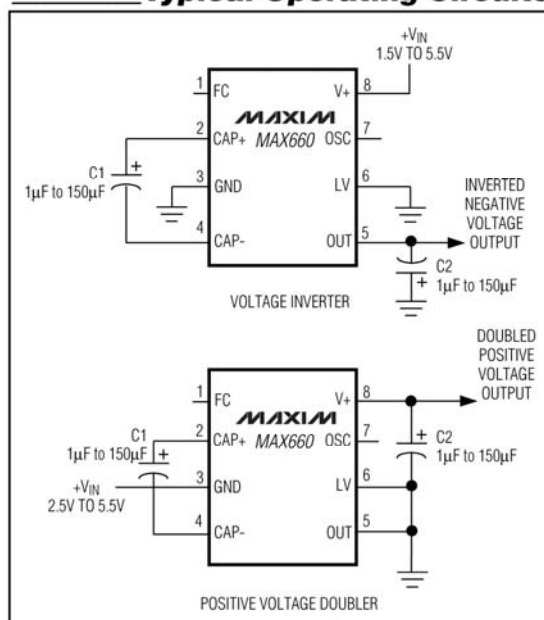 Typical Operating Circuits
+VIN
1.5V TO 5.5V
1 FC
V+ 8
MAXIM
2 CAP+ MAX660 OSC 7
C1 +
1µF to 150µF
3 GND
LV 6
4 CAP-
OUT 5
INVERTED
NEGATIVE
VOLTAGE
OUTPUT
C2
+ 1µF to 150µF
VOLTAGE INVERTER
DOUBLED
POSITIVE
VOLTAGE
OUTPUT
1 FC
V+ 8
MAXIM
2 CAP+ MAX660 OSC 7
C1
1µF to 150µF +
+ C2
1µF to 150µF
+VIN
2.5V TO 5.5V
3 GND
LV 6
4 CAP-
OUT 5
POSITIVE VOLTAGE DOUBLER